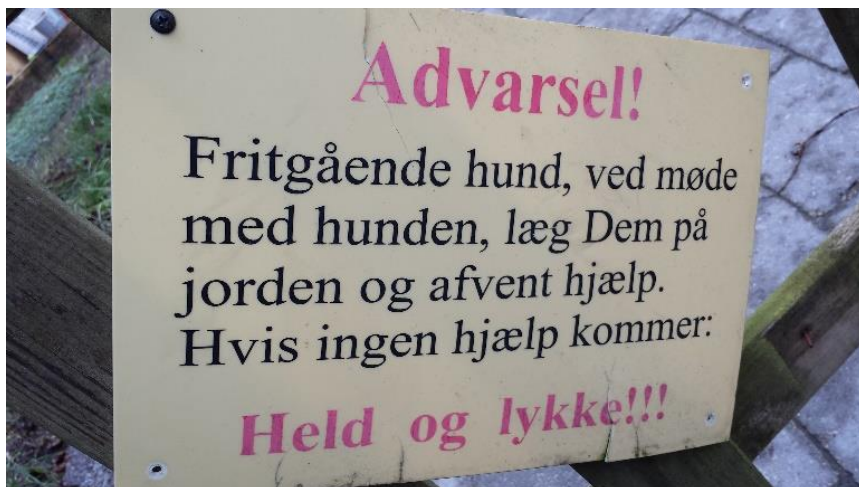 Advarsel!
Fritgående hund, ved møde
med hunden, læg Dem på
jorden og afvent hjælp.
Hvis ingen hjælp kommer:
Held og lykke!!!